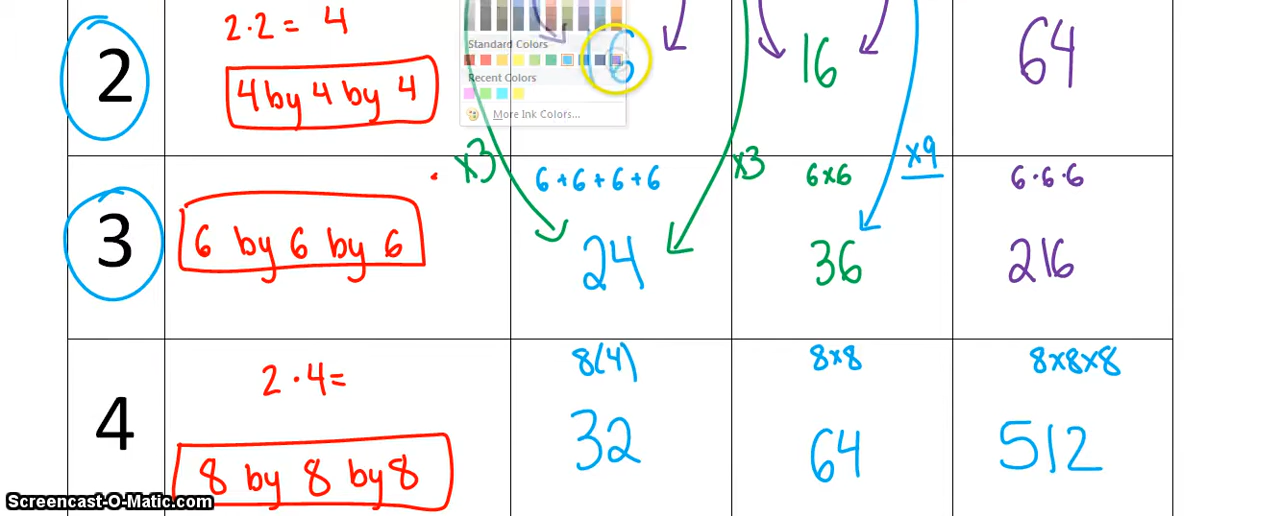 2·2= 4
2
4 by 4 by 4
Standard Colors
Recent Colors
More Ink Colors...
16
64
3
6 by 6 by 6
x3
6+6+6+6
24
x3
6x6
36
x9
6·6·6
216
4
2·4=
8 by 8 by 8
8(4)
32
8x8
64
8x8x8
512
Screencast-O-Matic.com